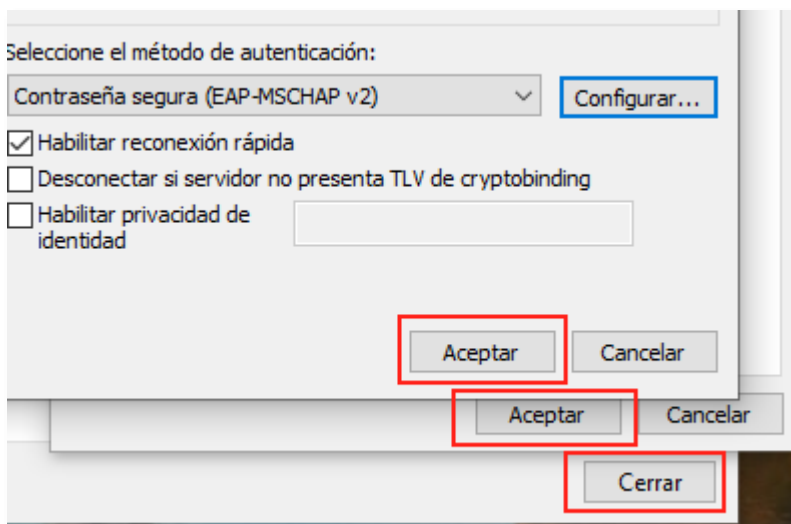 Seleccione el método de autenticación:
Contraseña segura (EAP-MSCHAP v2)
Configurar...
Habilitar reconexión rápida
Desconectar si servidor no presenta TLV de cryptobinding
Habilitar privacidad de
identidad
Aceptar
Cancelar
Aceptar
Cancelar
Cerrar